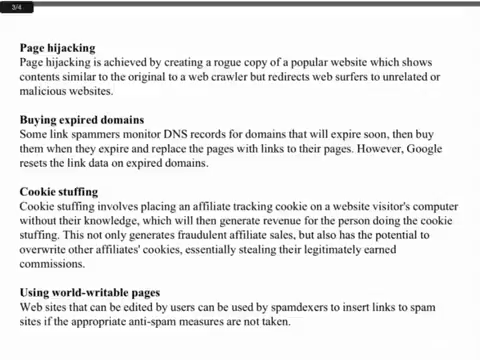 3/4
Page hijacking
Page hijacking is achieved by creating a rogue copy of a popular website which shows
contents similar to the original to a web crawler but redirects web surfers to unrelated or
malicious websites.
Buying expired domains
Some link spammers monitor DNS records for domains that will expire soon, then buy
them when they expire and replace the pages with links to their pages. However, Google
resets the link data on expired domains.
Cookie stuffing
Cookie stuffing involves placing an affiliate tracking cookie on a website visitor's computer
without their knowledge, which will then generate revenue for the person doing the cookie
stuffing. This not only generates fraudulent affiliate sales, but also has the potential to
overwrite other affiliates' cookies, essentially stealing their legitimately earned
commissions.
Using world-writable pages
Web sites that can be edited by users can be used by spamdexers to insert links to spam
sites if the appropriate anti-spam measures are not taken.